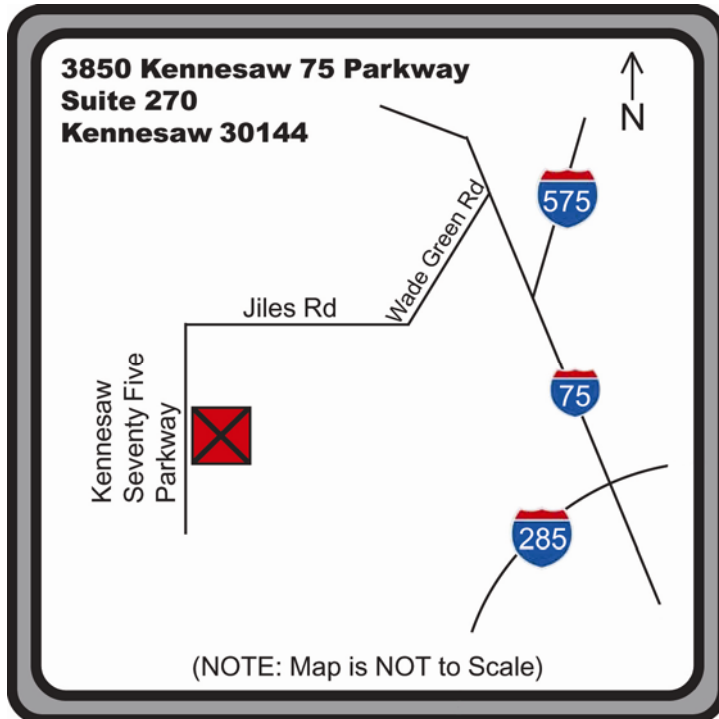 3850 Kennesaw 75 Parkway
Suite 270
Kennesaw 30144
N
575
Wade Green Rd
Jiles Rd
75
Kennesaw
Seventy Five
Parkway
285
(NOTE: Map is NOT to Scale)